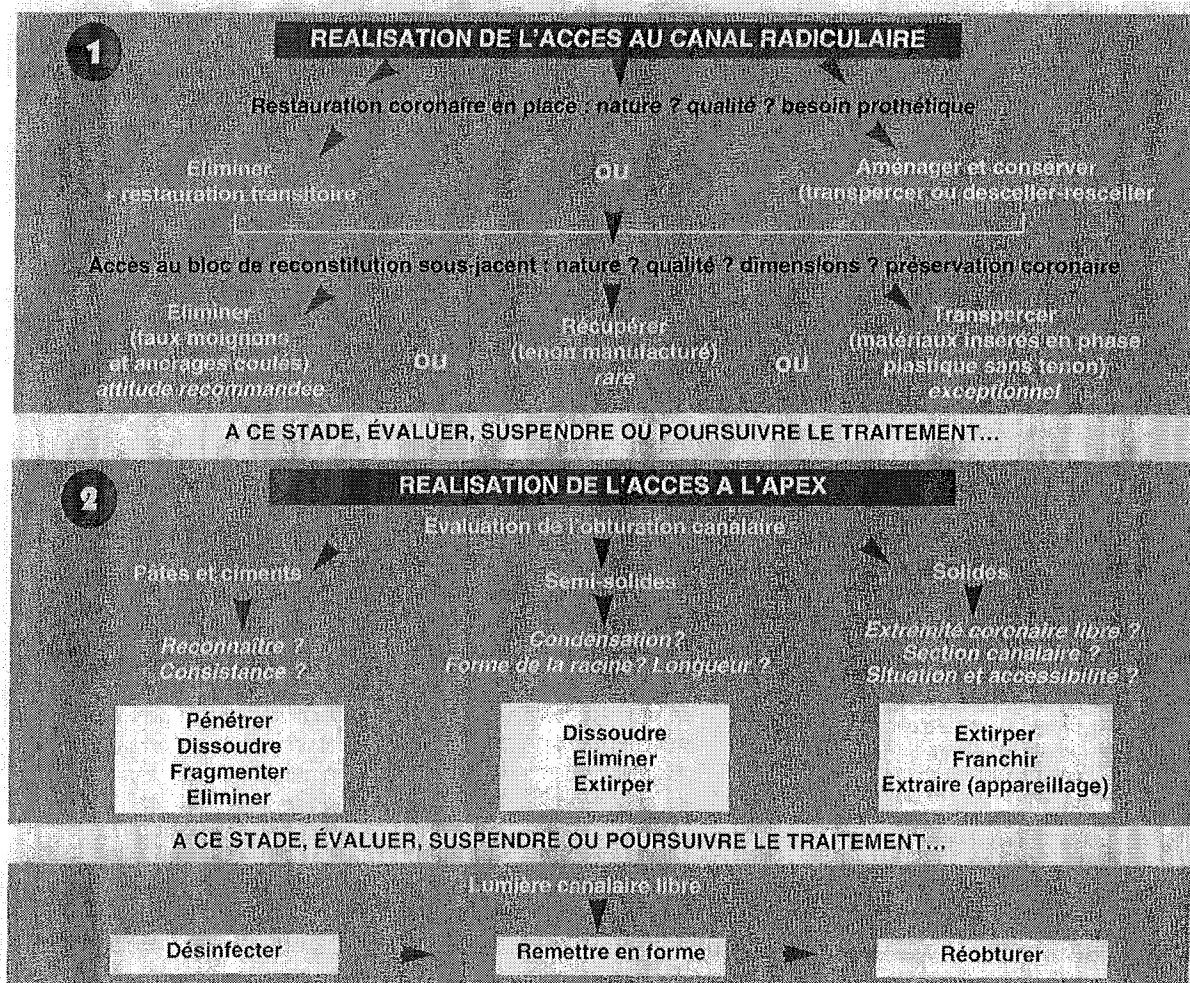 1
REALISATION DE L'ACCES AU CANAL RADICULAIRE
Restauration coronaire en place : nature ? qualité ? besoin prothétique
Eliminer
+ restauration transitoire
OU
Aménager et conserver
(transpercer ou desceller-resceller
Accès au bloc de reconstitution sous-jacent : nature ? qualité ? dimensions ? préservation coronaire
Eliminer
(faux moignons
et ancrages coulés)
attitude recommandée
OU
Récupérer
(tenon manufacturé)
rare
OU
Transpercer
(matériaux insérés en phase
plastique sans tenon)
exceptionnel
A CE STADE, ÉVALUER, SUSPENDRE OU POURSUIVRE LE TRAITEMENT...
2
REALISATION DE L'ACCES A L'APEX
Evaluation de l'obturation canalaire
Pâtes et ciments
Semi-solides
Solides
Reconnaître ?
Consistance ?
Condensation ?
Forme de la racine ? Longueur ?
Extremité coronaire libre ?
Section canalaire ?
Situation et accessibilité ?
Pénétrer
Dissoudre
Fragmenter
Eliminer
Dissoudre
Eliminer
Extirper
Extirper
Franchir
Extraire (appareillage)
A CE STADE, ÉVALUER, SUSPENDRE OU POURSUIVRE LE TRAITEMENT...
Lumière canalaire libre
Désinfecter
Remettre en forme
Réobturer